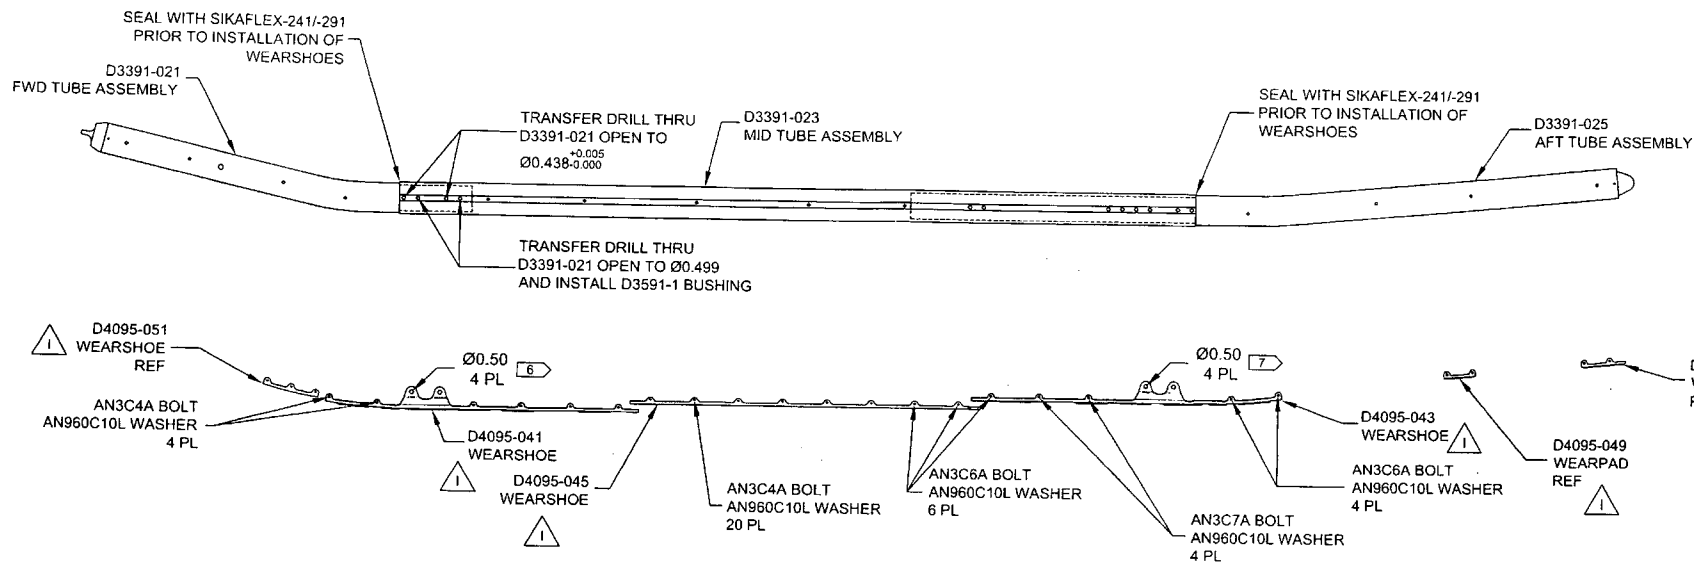 SEAL WITH SIKAFLEX-241/-291
PRIOR TO INSTALLATION OF
WEARSHOES
D3391-021
FWD TUBE ASSEMBLY
TRANSFER DRILL THRU
D3391-021 OPEN TO
Ø0.438 +0.005
-0.000
D3391-023
MID TUBE ASSEMBLY
SEAL WITH SIKAFLEX-241/-291
PRIOR TO INSTALLATION OF
WEARSHOES
D3391-025
AFT TUBE ASSEMBLY
TRANSFER DRILL THRU
D3391-021 OPEN TO Ø0.499
AND INSTALL D3591-1 BUSHING
1
D4095-051
WEARSHOE
REF
Ø0.50
4 PL
6
AN3C4A BOLT
AN960C10L WASHER
4 PL
D4095-041
WEARSHOE
1
D4095-045
WEARSHOE
1
AN3C4A BOLT
AN960C10L WASHER
20 PL
AN3C6A BOLT
AN960C10L WASHER
6 PL
Ø0.50
4 PL
7
AN3C7A BOLT
AN960C10L WASHER
4 PL
AN3C6A BOLT
AN960C10L WASHER
4 PL
D4095-043
WEARSHOE
1
D4095-049
WEARPAD
REF
1